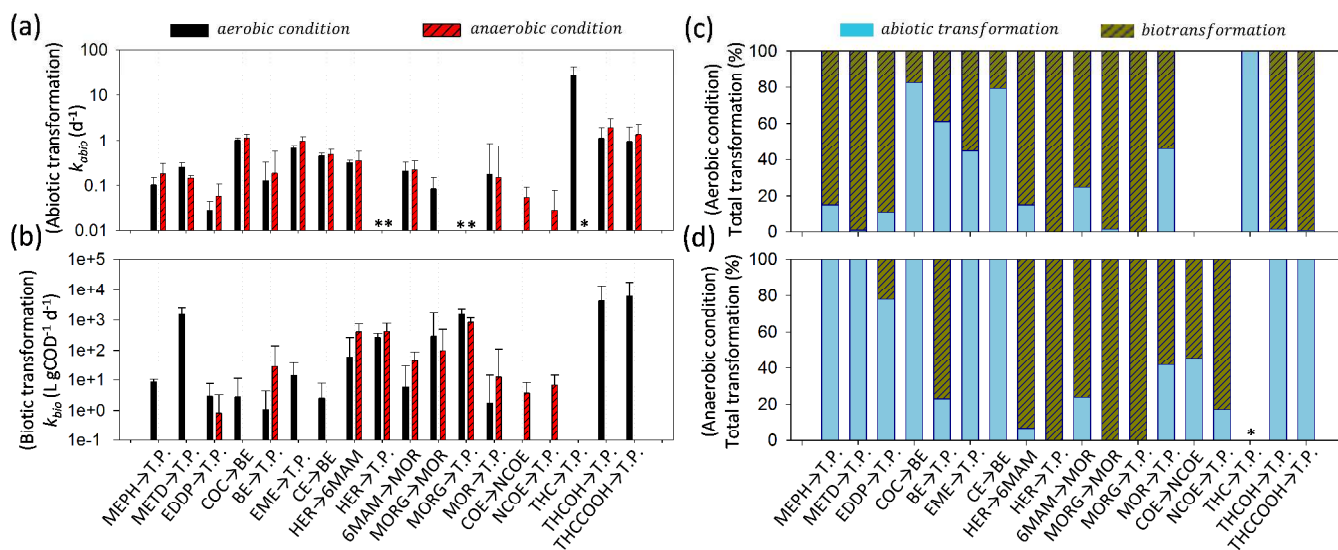 (a)
aerobic condition
anaerobic condition
(Abiotic transformation)
k_abio (d⁻¹)
100
10
1
0.1
0.01
**
**
*
(b)
(Biotic transformation)
k_bio (L gCOD⁻¹ d⁻¹)
1e+5
1e+4
1e+3
1e+2
1e+1
1e+0
1e-1
MEPH→T.P.
METD→T.P.
EDDP→T.P.
COC→BE
BE→T.P.
EME→T.P.
CE→BE
HER→6MAM
HER→T.P.
6MAM→MOR
MORG→MOR
MORG→T.P.
MOR→T.P.
COE→NCOE
NCOE→T.P.
THC→T.P.
THCOH→T.P.
THCCOOH→T.P.
(c)
abiotic transformation
biotransformation
(Aerobic condition)
Total transformation (%)
100
80
60
40
20
0
(d)
(Anaerobic condition)
Total transformation (%)
100
80
60
40
20
0
*
MEPH→T.P.
METD→T.P.
EDDP→T.P.
COC→BE
BE→T.P.
EME→T.P.
CE→BE
HER→6MAM
HER→T.P.
6MAM→MOR
MORG→MOR
MORG→T.P.
MOR→T.P.
COE→NCOE
NCOE→T.P.
THC→T.P.
THCOH→T.P.
THCCOOH→T.P.